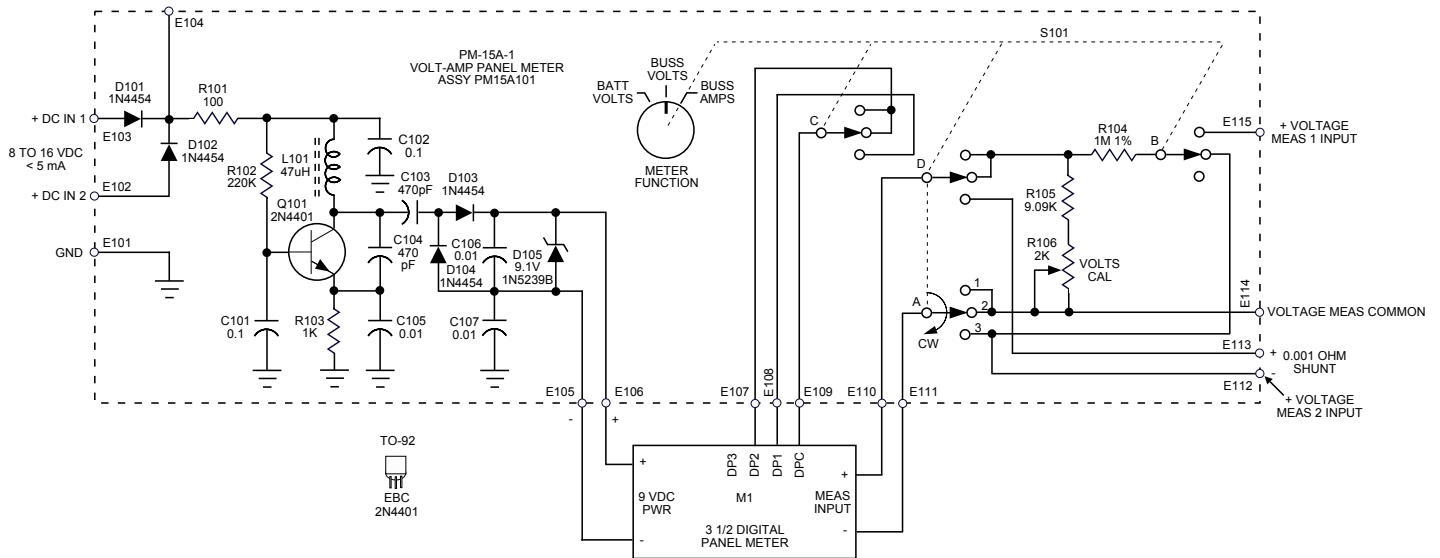 E104
S101
PM-15A-1
VOLT-AMP PANEL METER
ASSY PM15A101
BATT
VOLTS
BUSS
VOLTS
BUSS
AMPS
METER
FUNCTION
D101
1N4454
R101
100
+ DC IN 1
E103
8 TO 16 VDC
< 5 mA
D102
1N4454
+ DC IN 2
E102
GND
E101
R102
220K
L101
47uH
C102
0.1
C103
470pF
D103
1N4454
Q101
2N4401
C104
470
pF
C106
0.01
D104
1N4454
D105
9.1V
1N5239B
C101
0.1
R103
1K
C105
0.01
C107
0.01
C
D
R104
1M 1%
B
E115
+ VOLTAGE
MEAS 1 INPUT
R105
9.09K
R106
2K
VOLTS
CAL
A
1
2
3
CW
E114
VOLTAGE MEAS COMMON
E113
+
0.001 OHM
SHUNT
-
E112
+ VOLTAGE
MEAS 2 INPUT
E105
E106
E107
E108
E109
E110
E111
-
+
TO-92
EBC
2N4401
DP3
DP2
DP1
DPC
+
9 VDC
PWR
-
M1
+
MEAS
INPUT
-
3 1/2 DIGITAL
PANEL METER